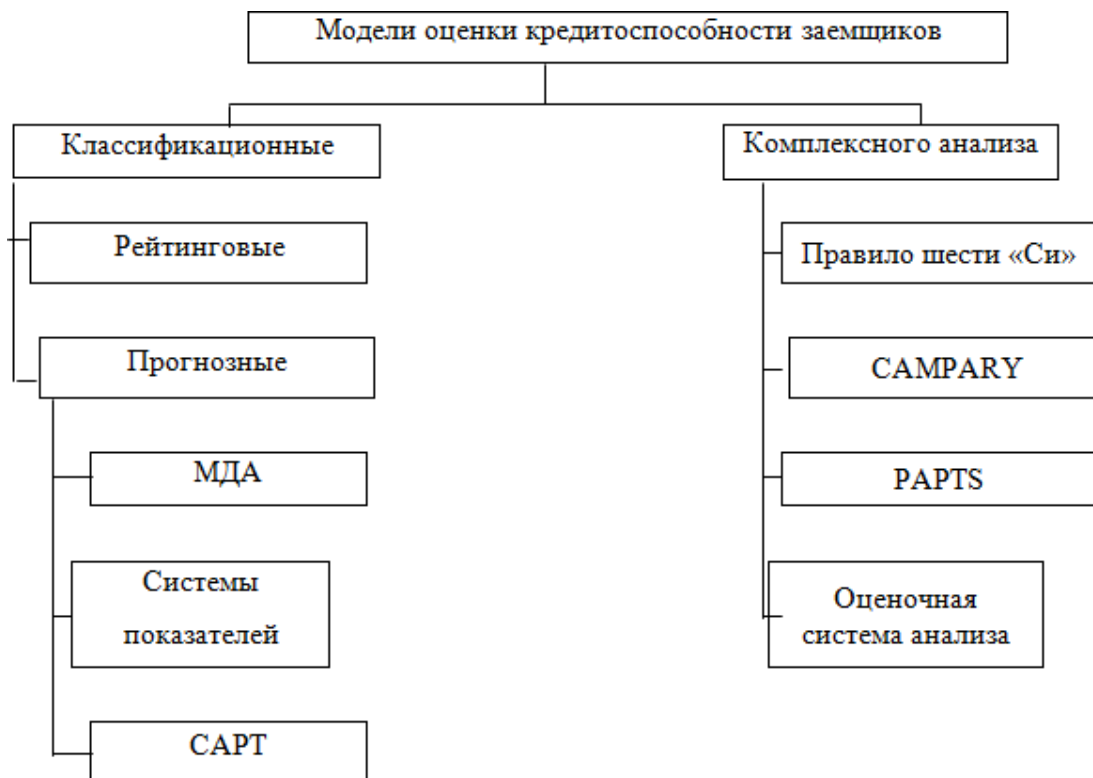 Модели оценки кредитоспособности заемщиков
Классификационные
Комплексного анализа
Рейтинговые
Правило шести «Си»
Прогнозные
CAMPARY
МДА
PAPTS
Системы
показателей
Оценочная
система анализа
САРТ